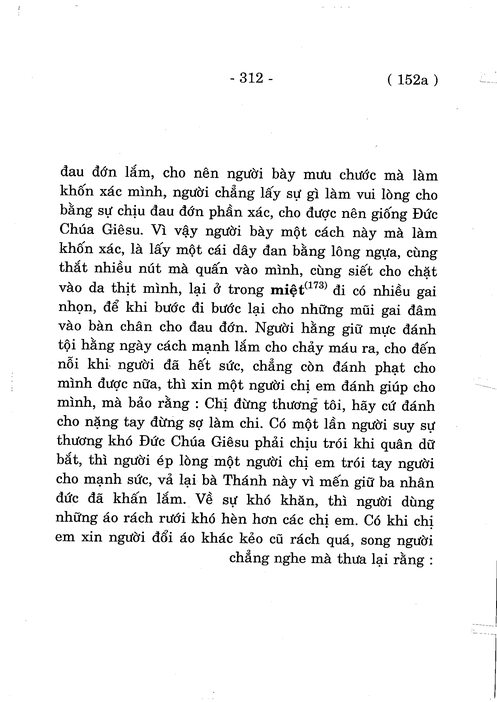 - 312 - ( 152a )
đau đớn lắm, cho nên người bày mưu chước mà làm
khốn xác mình, người chẳng lấy sự gì làm vui lòng cho
bằng sự chịu đau đớn phần xác, cho được nên giống Đức
Chúa Giêsu. Vì vậy người bày một cách này mà làm
khốn xác, là lấy một cái dây đan bằng lông ngựa, cùng
thắt nhiều nút mà quấn vào mình, cùng siết cho chặt
vào da thịt mình, lại ở trong miệt(173) đi có nhiều gai
nhọn, để khi bước đi bước lại cho những mũi gai đâm
vào bàn chân cho đau đớn. Người hằng giữ mực đánh
tội hằng ngày cách mạnh lắm cho chảy máu ra, cho đến
nỗi khi người đã hết sức, chẳng còn đánh phạt cho
mình được nữa, thì xin một người chị em đánh giúp cho
mình, mà bảo rằng : Chị đừng thương tôi, hãy cứ đánh
cho nặng tay đừng sợ làm chi. Có một lần người suy sự
thương khó Đức Chúa Giêsu phải chịu trói khi quân dữ
bắt, thì người ép lòng một người chị em trói tay người
cho mạnh sức, vả lại bà Thánh này vì mến giữ ba nhân
đức đã khấn lắm. Về sự khó khăn, thì người dùng
những áo rách rưới khó hèn hơn các chị em. Có khi chị
em xin người đổi áo khác kẻo cũ rách quá, song người
chẳng nghe mà thưa lại rằng :